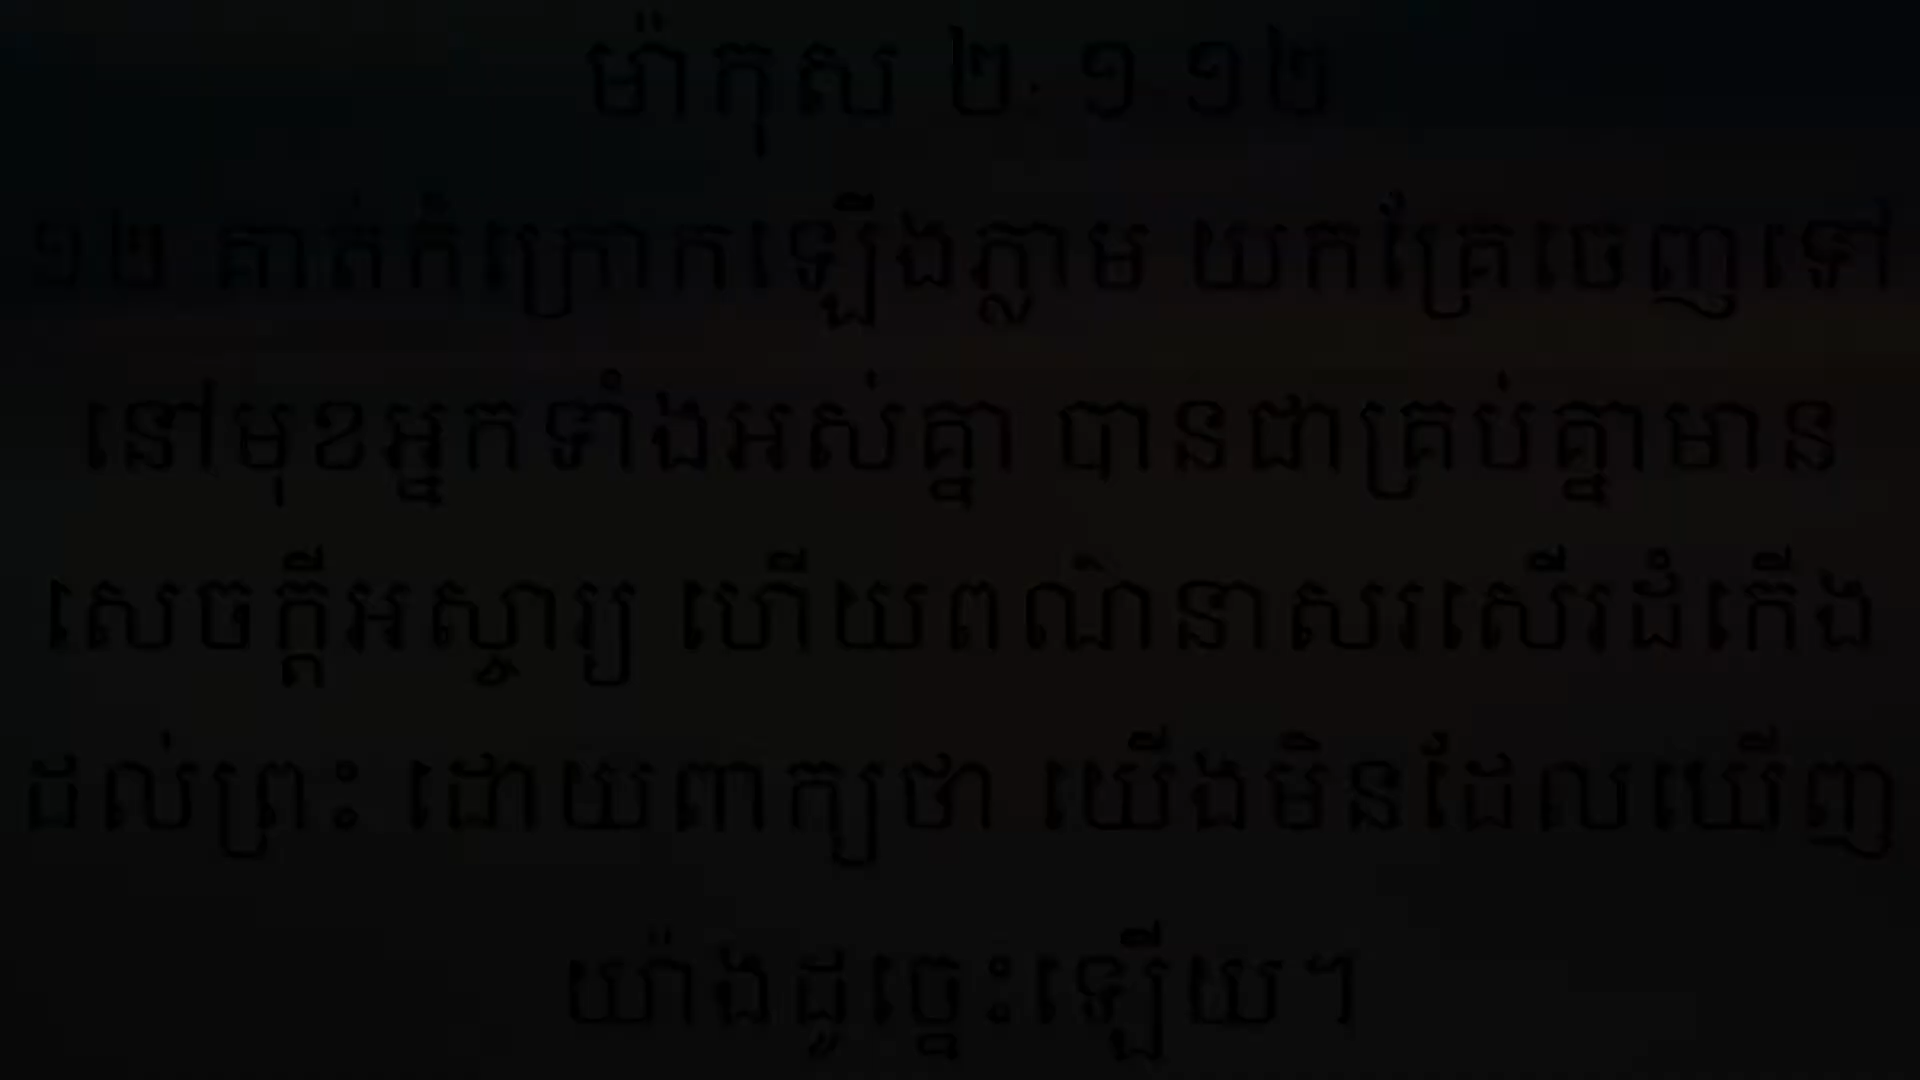 ម៉ាកុស ២:១-១២
១២ គាត់ក៏ក្រោកឡើងភ្លាម យកគ្រែចេញទៅ
នៅមុខអ្នកទាំងអស់គ្នា បានជាគ្រប់គ្នាមាន
សេចក្ដីអស្ចារ្យ ហើយពណ៌នាសរសើរដំកើង
ដល់ព្រះ ដោយពាក្យថា យើងមិនដែលឃើញ
យ៉ាងដូច្នេះឡើយ។